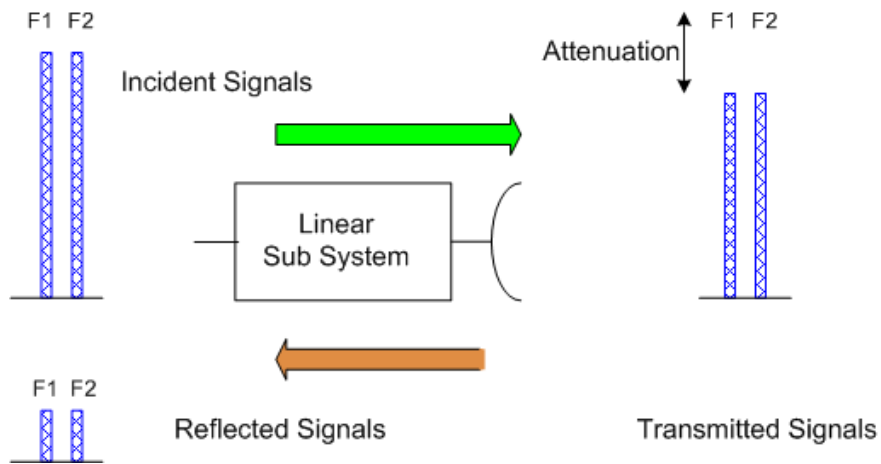 F1 F2
Incident Signals
Attenuation
F1 F2
Linear
Sub System
F1 F2
Reflected Signals
Transmitted Signals